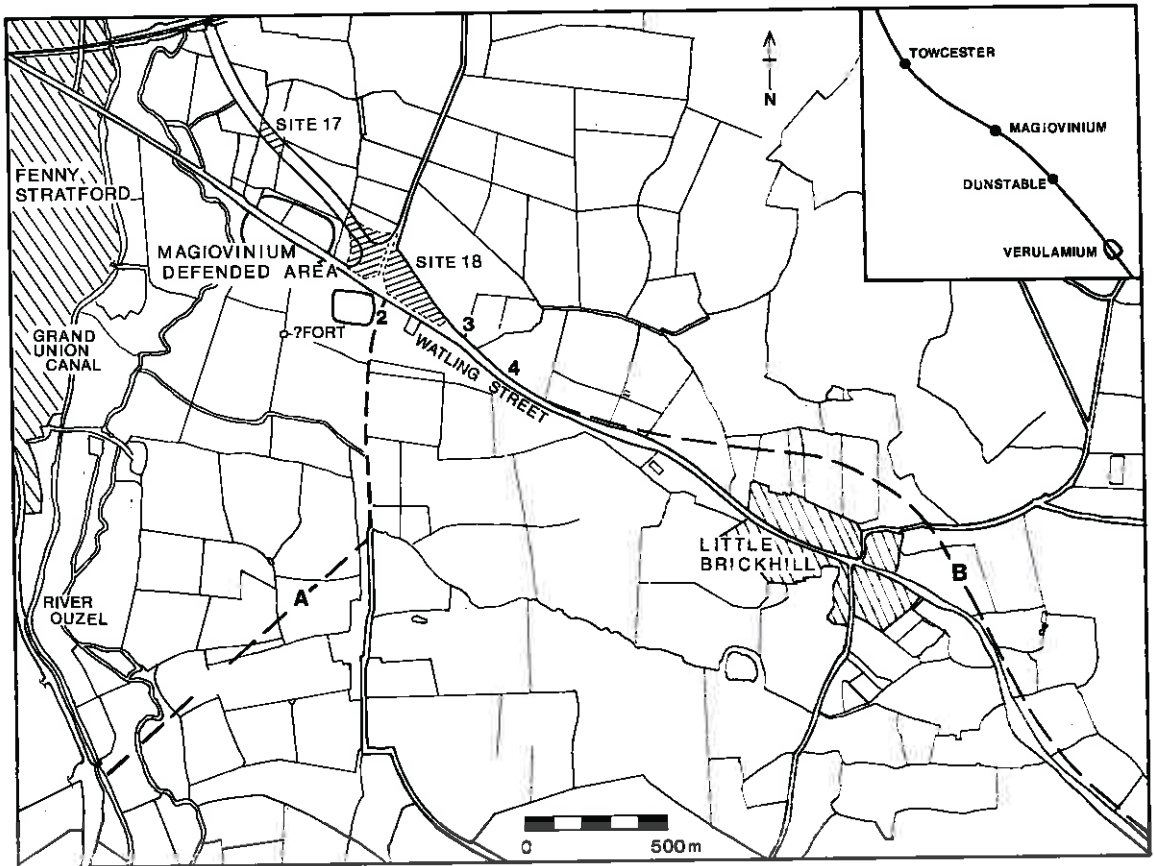 TOWCESTER
MAGIOVINIUM
DUNSTABLE
VERULAMIUM
N
SITE 17
FENNY
STRATFORD
MAGIOVINIUM
DEFENDED AREA
SITE 18
2
?FORT
3
GRAND
UNION
CANAL
WATLING STREET
4
LITTLE
BRICKHILL
B
A
RIVER
OUZEL
0 500m